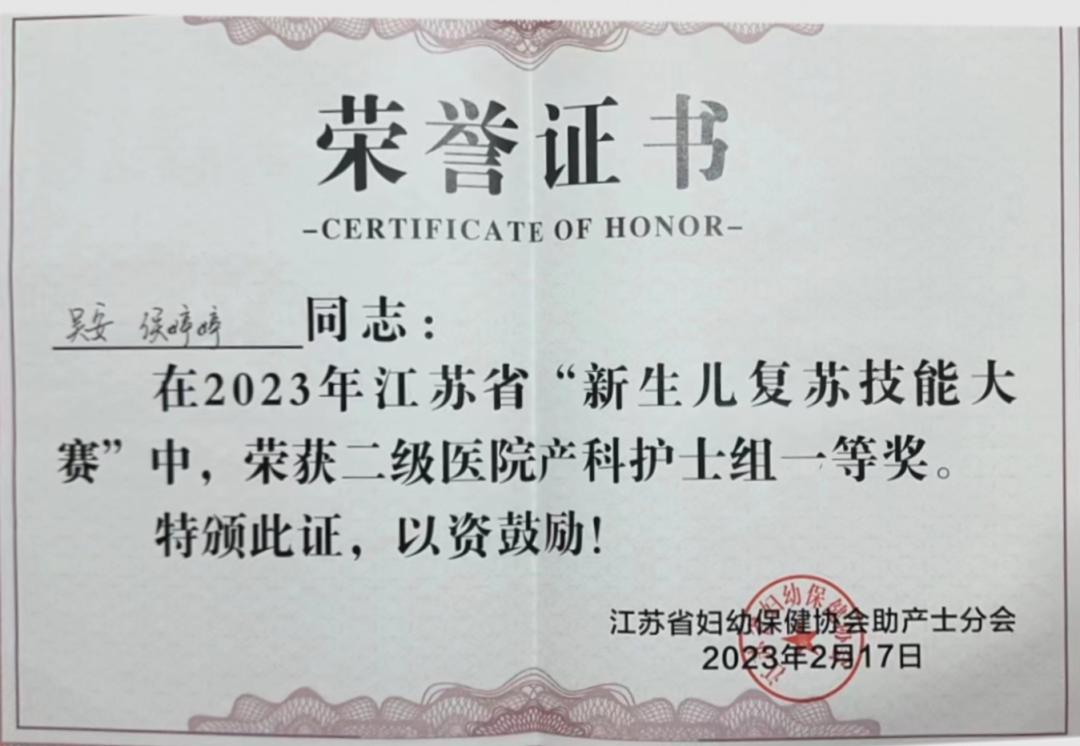 荣誉证书
-CERTIFICATE OF HONOR-
吴安 侯婷婷 同志：
在2023年江苏省“新生儿复苏技能大
赛”中，荣获二级医院产科护士组一等奖。
特颁此证，以资鼓励！
江苏省妇幼保健协会助产士分会
2023年2月17日